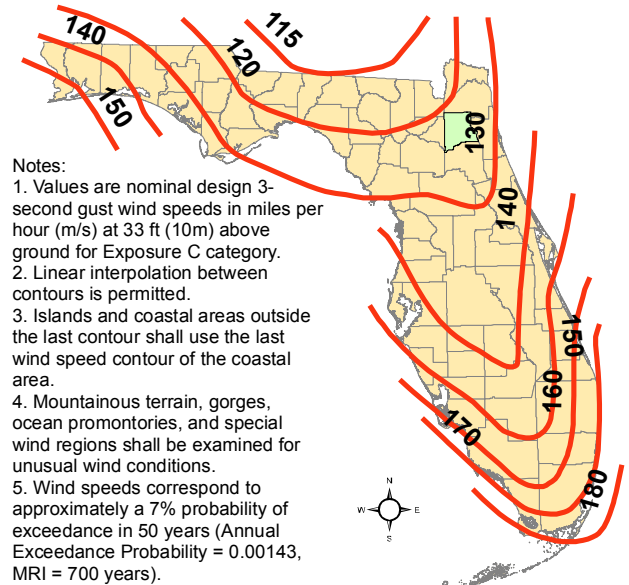 115
140
120
150
130
Notes:
1. Values are nominal design 3-
second gust wind speeds in miles per
hour (m/s) at 33 ft (10m) above
ground for Exposure C category.
2. Linear interpolation between
contours is permitted.
3. Islands and coastal areas outside
the last contour shall use the last
wind speed contour of the coastal
area.
4. Mountainous terrain, gorges,
ocean promontories, and special
wind regions shall be examined for
unusual wind conditions.
5. Wind speeds correspond to
approximately a 7% probability of
exceedance in 50 years (Annual
Exceedance Probability = 0.00143,
MRI = 700 years).
140
150
160
170
180
N
W E
S